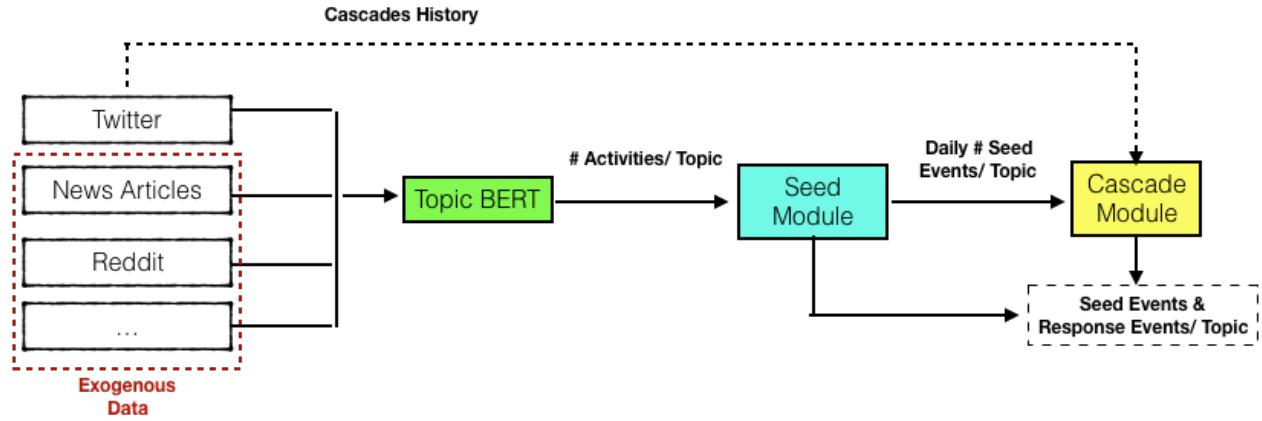 Cascades History
Twitter
News Articles
Reddit
...
Exogenous
Data
Topic BERT
# Activities/ Topic
Seed
Module
Daily # Seed
Events/ Topic
Cascade
Module
Seed Events &
Response Events/ Topic